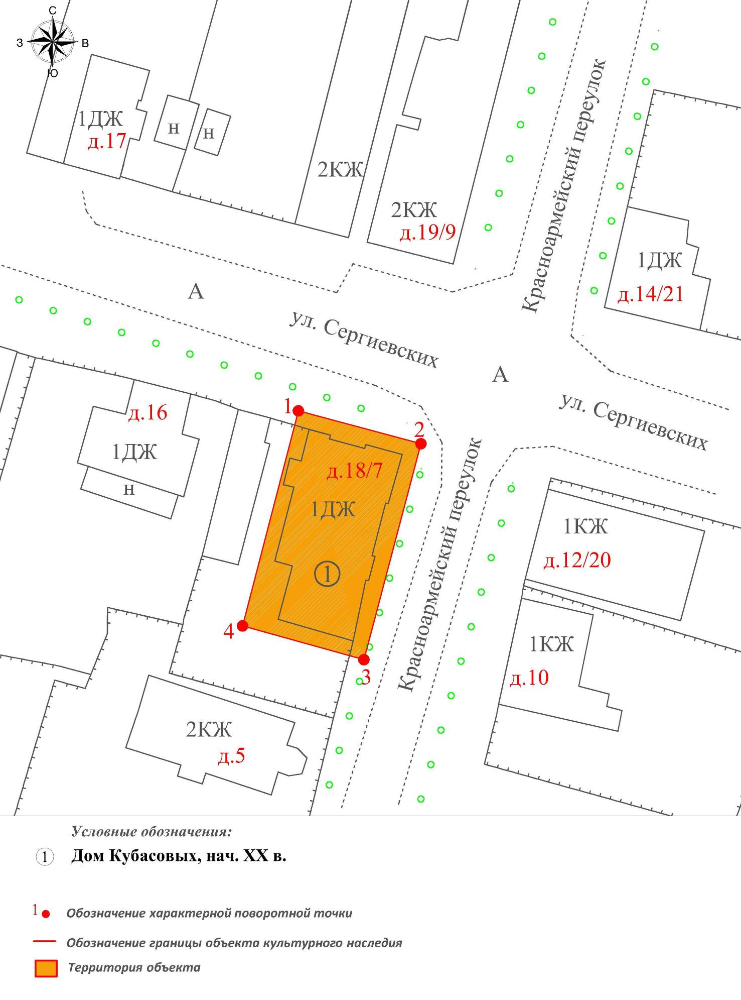 С
З
В
Ю
1ДЖ
д.17
н
н
2КЖ
2КЖ
д.19/9
Красноармейский переулок
1ДЖ
д.14/21
А
ул. Сергиевских
А
ул. Сергиевских
д.16
1ДЖ
н
1
2
д.18/7
1ДЖ
1
4
3
Красноармейский переулок
1КЖ
д.12/20
1КЖ
д.10
2КЖ
д.5
Условные обозначения:
1 Дом Кубасовых, нач. XX в.
1 Обозначение характерной поворотной точки
Обозначение границы объекта культурного наследия
Территория объекта